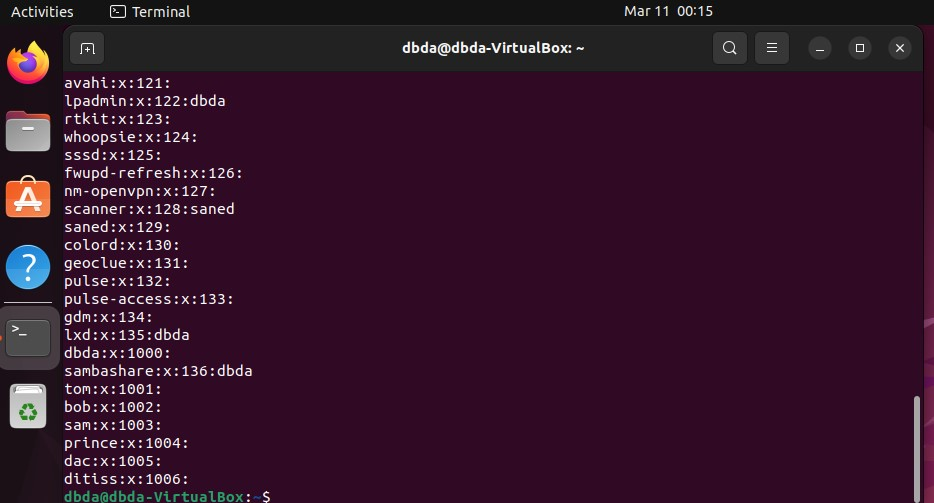 Activities
Terminal
Mar 11 00:15
dbda@dbda-VirtualBox: ~
avahi:x:121:
lpadmin:x:122:dbda
rtkit:x:123:
whoopsie:x:124:
sssd:x:125:
fwupd-refresh:x:126:
nm-openvpn:x:127:
scanner:x:128:saned
saned:x:129:
colord:x:130:
geoclue:x:131:
pulse:x:132:
pulse-access:x:133:
gdm:x:134:
lxd:x:135:dbda
dbda:x:1000:
sambashare:x:136:dbda
tom:x:1001:
bob:x:1002:
sam:x:1003:
prince:x:1004:
dac:x:1005:
ditiss:x:1006:
dbda@dbda-VirtualBox:~$